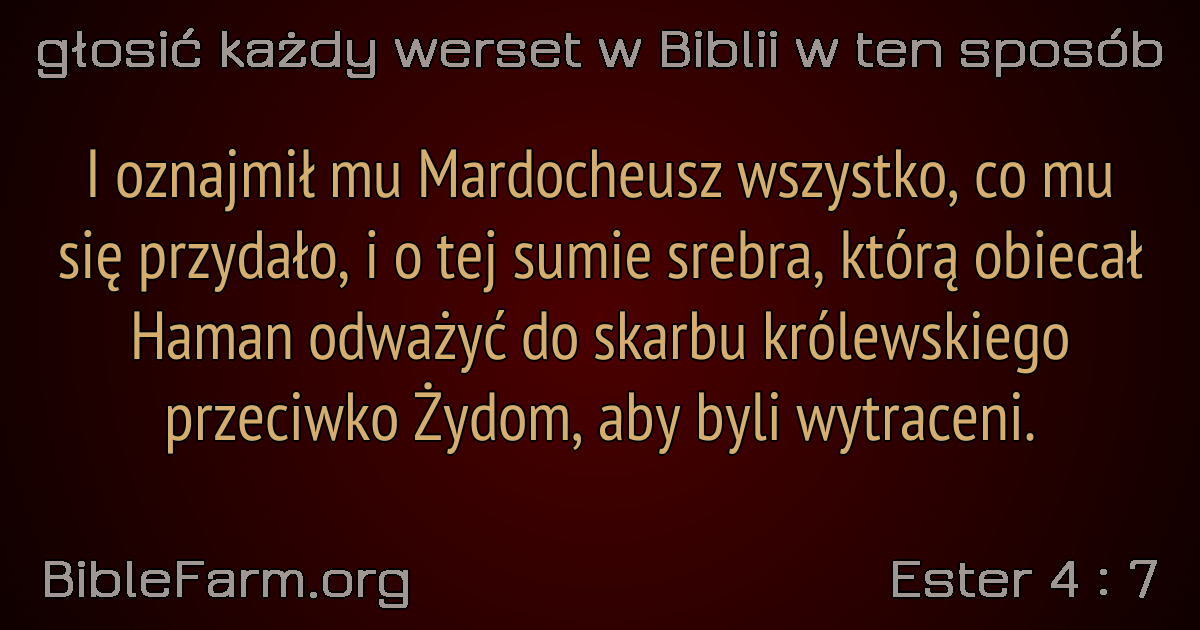 głosić każdy werset w Biblii w ten sposób
I oznajmił mu Mardocheusz wszystko, co mu
się przydało, i o tej sumie srebra, którą obiecał
Haman odważyć do skarbu królewskiego
przeciwko Żydom, aby byli wytraceni.
BibleFarm.org
Ester 4 : 7